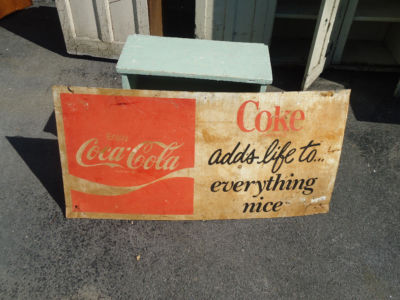 Enjoy
Coca-Cola
Coke
adds life to...
everything
nice